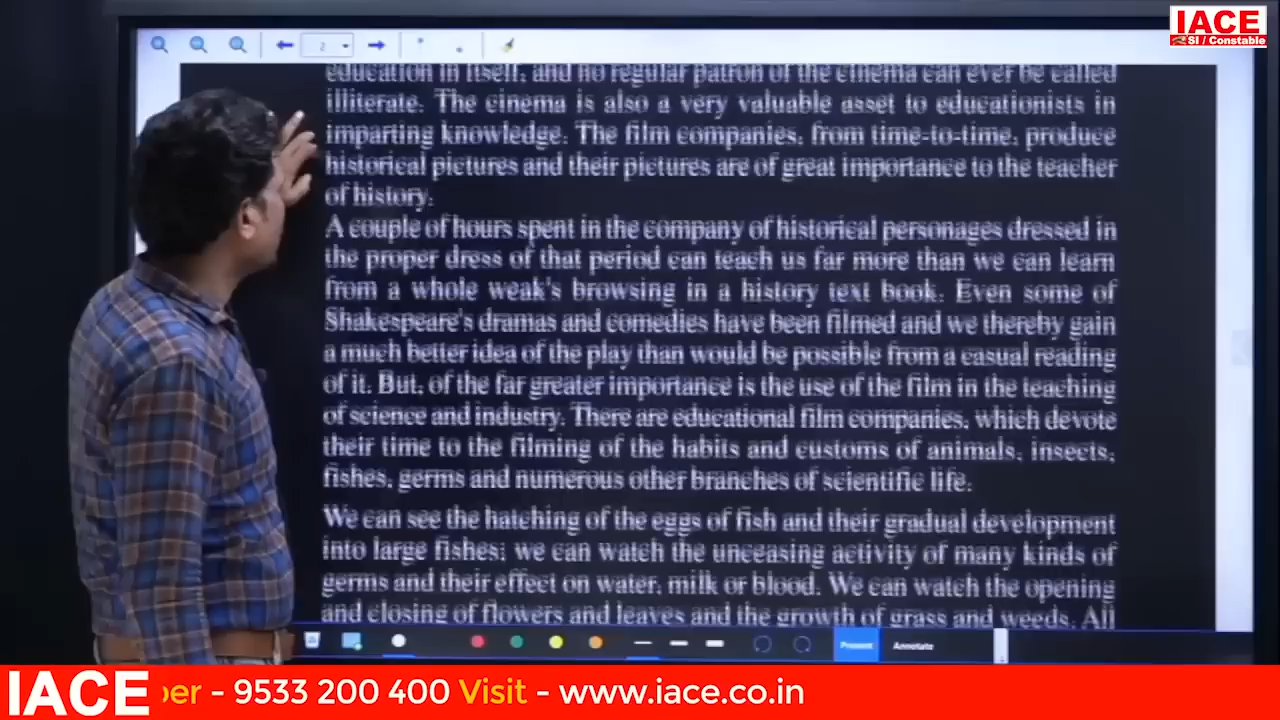 IACE
SI / Constable
2
education in itself, and no regular patron of the cinema can ever be called
illiterate. The cinema is also a very valuable asset to educationists in
imparting knowledge. The film companies, from time-to-time, produce
historical pictures and their pictures are of great importance to the teacher
of history.
A couple of hours spent in the company of historical personages dressed in
the proper dress of that period can teach us far more than we can learn
from a whole weak's browsing in a history text book. Even some of
Shakespeare's dramas and comedies have been filmed and we thereby gain
a much better idea of the play than would be possible from a casual reading
of it. But, of the far greater importance is the use of the film in the teaching
of science and industry. There are educational film companies, which devote
their time to the filming of the habits and customs of animals, insects,
fishes, germs and numerous other branches of scientific life.
We can see the hatching of the eggs of fish and their gradual development
into large fishes; we can watch the unceasing activity of many kinds of
germs and their effect on water, milk or blood. We can watch the opening
and closing of flowers and leaves and the growth of grass and weeds. All
Present Annotate
IACE per - 9533 200 400 Visit - www.iace.co.in